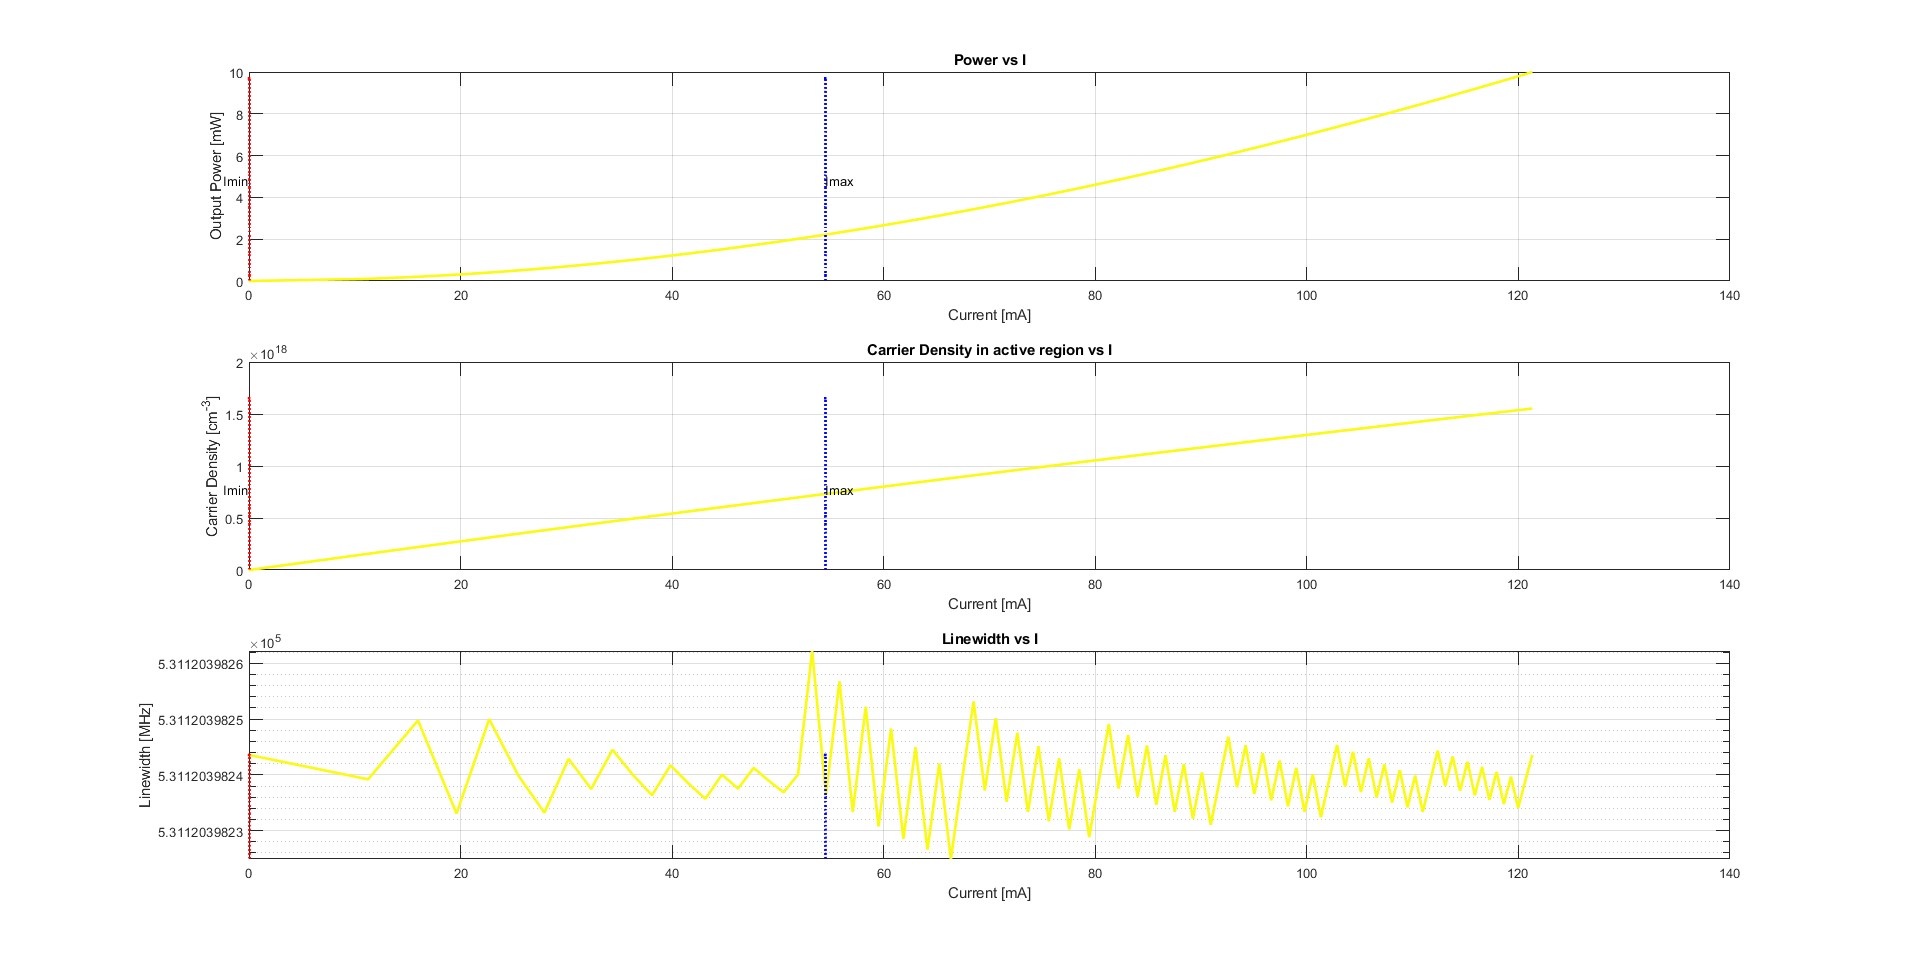 Power vs I
Output Power [mW]
10
8
6
4
2
0
Imin
Imax
0 20 40 60 80 100 120 140
Current [mA]
Carrier Density in active region vs I
×10^18
Carrier Density [cm^-3]
2
1.5
1
0.5
0
Imin
Imax
0 20 40 60 80 100 120 140
Current [mA]
Linewidth vs I
×10^5
Linewidth [MHz]
5.3112039826
5.3112039825
5.3112039824
5.3112039823
0 20 40 60 80 100 120 140
Current [mA]